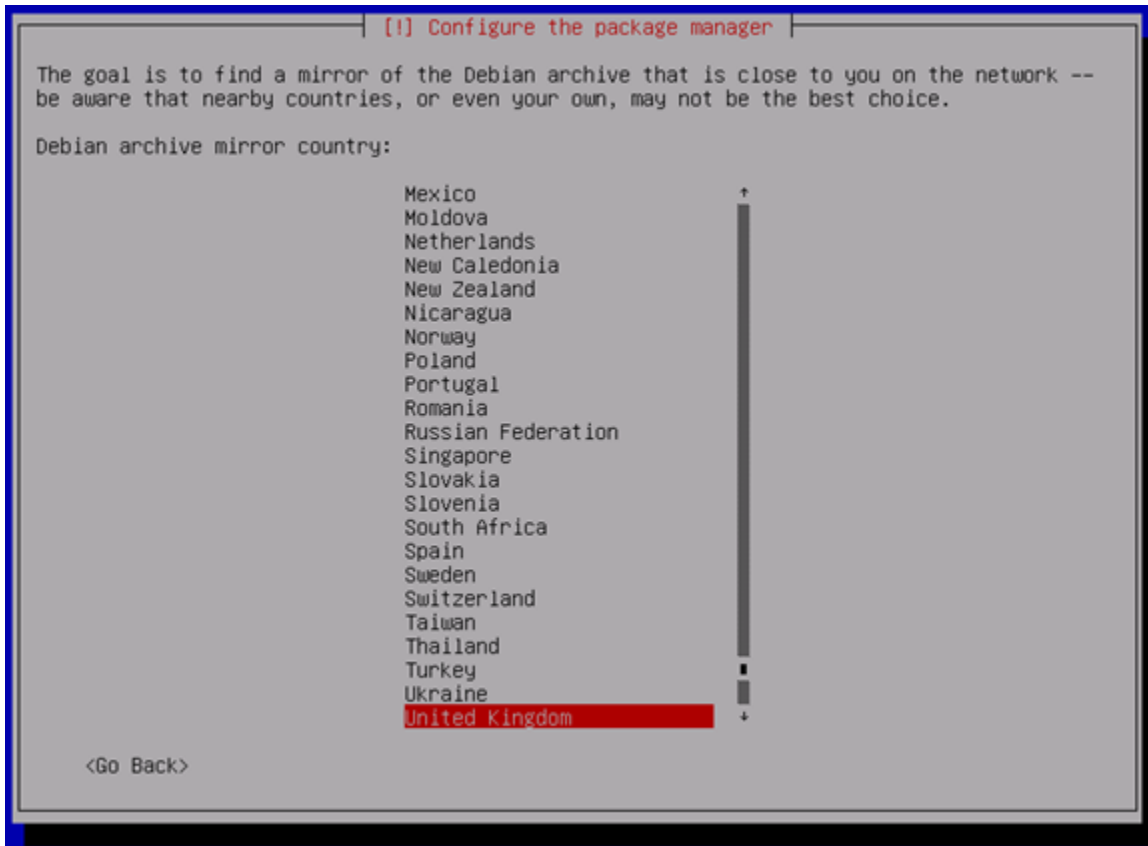 [!] Configure the package manager
The goal is to find a mirror of the Debian archive that is close to you on the network --
be aware that nearby countries, or even your own, may not be the best choice.
Debian archive mirror country:
Mexico
Moldova
Netherlands
New Caledonia
New Zealand
Nicaragua
Norway
Poland
Portugal
Romania
Russian Federation
Singapore
Slovakia
Slovenia
South Africa
Spain
Sweden
Switzerland
Taiwan
Thailand
Turkey
Ukraine
United Kingdom
<Go Back>